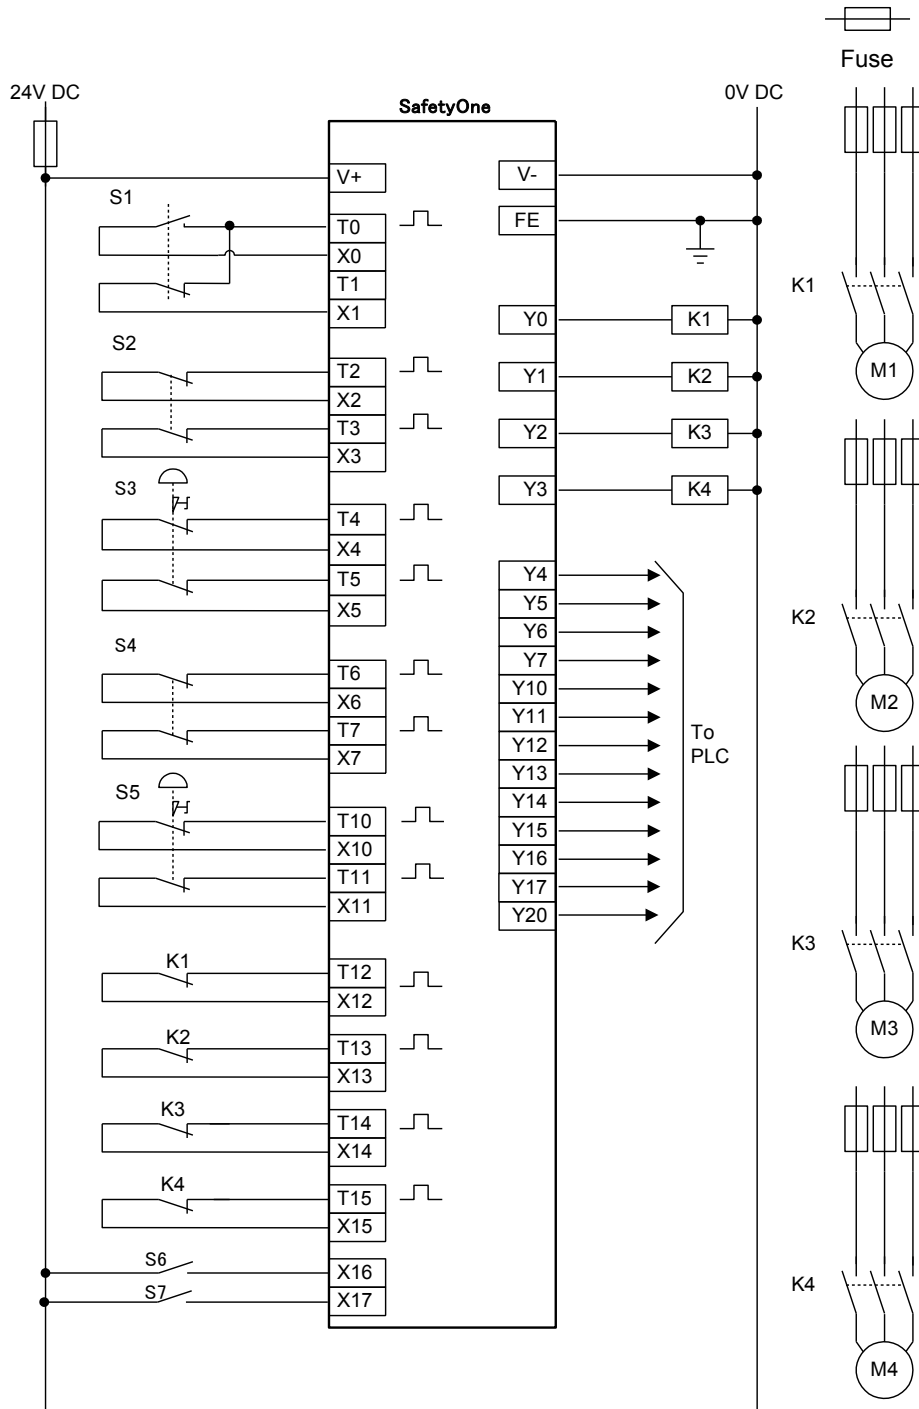 Fuse
24V DC
SafetyOne
0V DC
V+
V-
S1
T0
FE
X0
T1
K1
X1
Y0
K1
S2
T2
Y1
K2
M1
X2
T3
Y2
K3
X3
S3
Y3
K4
T4
X4
T5
Y4
X5
Y5
K2
S4
Y6
T6
Y7
X6
Y10
M2
T7
Y11
X7
Y12
To
PLC
S5
Y13
Y14
T10
Y15
X10
Y16
T11
Y17
X11
Y20
K3
K1
T12
X12
M3
K2
T13
X13
K3
T14
X14
K4
T15
X15
S6
X16
K4
S7
X17
M4